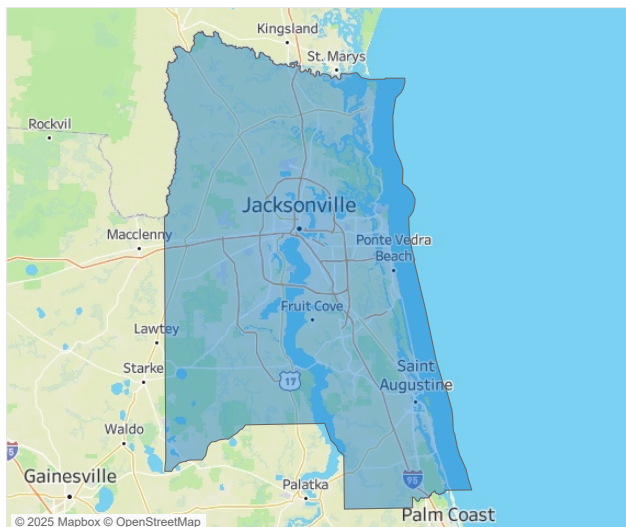 Kingsland
St. Marys
Rockvil
Jacksonville
Macclenny
Ponte Vedra
Beach
Fruit Cove
Lawtey
Starke
17
Saint
Augustine
Waldo
5
Gainesville
Palatka
95
Palm Coast
© 2025 Mapbox © OpenStreetMap